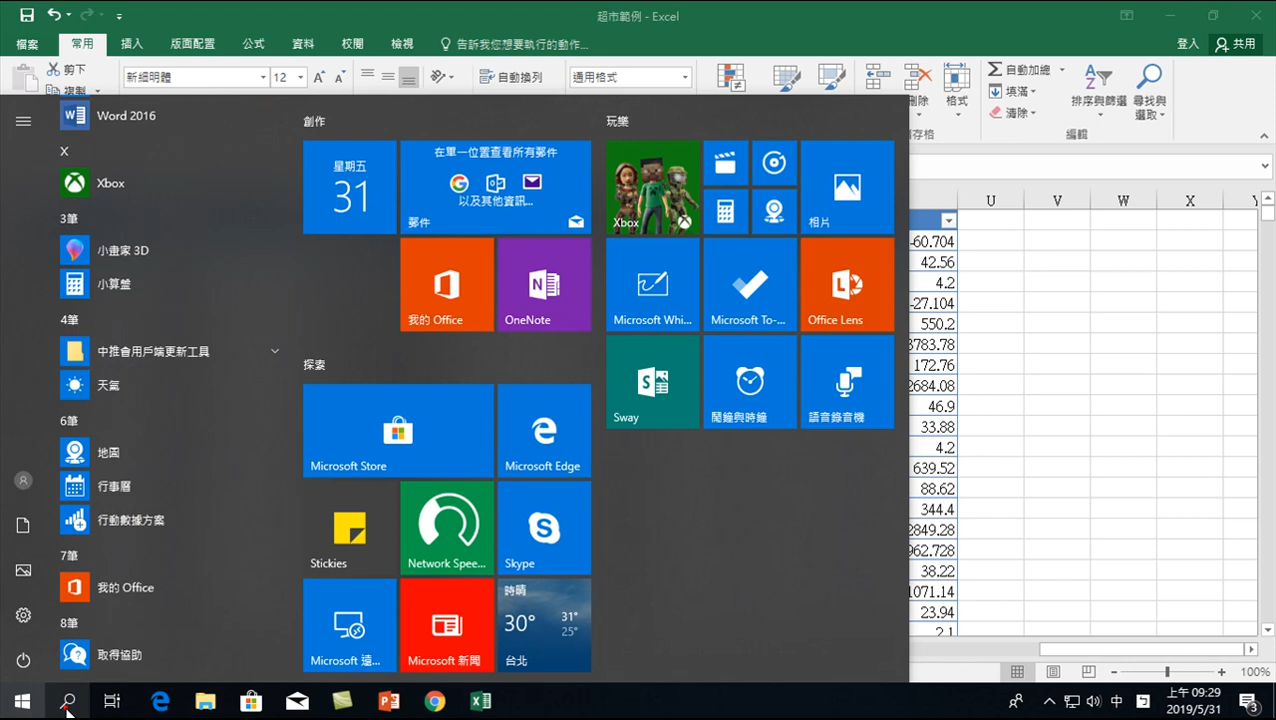 超市範例 - Excel
檔案
常用
插入
版面配置
公式
資料
校閱
檢視
告訴我您想要執行的動作...
登入
共用
剪下
複製
新細明體
12
自動換列
通用格式
刪除
格式
自動加總
填滿
清除
排序與篩選
尋找與
選取
儲存格
編輯
Word 2016
X
Xbox
3筆
小畫家 3D
小算盤
4筆
中推會用戶端更新工具
天氣
6筆
地圖
行事曆
行動數據方案
7筆
我的 Office
8筆
取得協助
創作
星期五
31
在單一位置查看所有郵件
以及其他資訊...
郵件
我的 Office
OneNote
探索
Microsoft Store
Microsoft Edge
Stickies
Network Spee...
Skype
Microsoft 遠...
Microsoft 新聞
時晴
30°
31°
25°
台北
玩樂
Xbox
相片
Microsoft Whi...
Microsoft To-...
Office Lens
Sway
鬧鐘與時鐘
語音錄音機
U V W X
-60.704
42.56
4.2
-27.104
550.2
3783.78
172.76
2684.08
46.9
33.88
4.2
639.52
88.62
344.4
2849.28
962.728
38.22
1071.14
23.94
2.1
100%
中
上午 09:29
2019/5/31
3